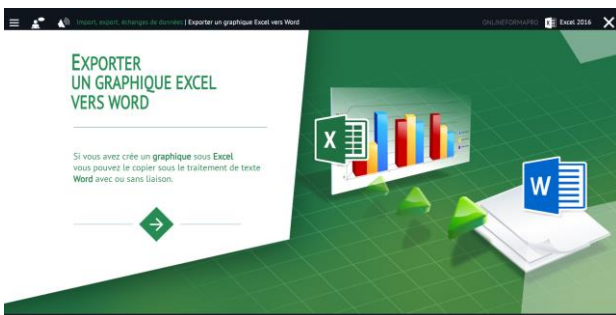 Import, export, échanges de données | Exporter un graphique Excel vers Word
ONLINEFORMAPRO
Excel 2016
EXPORTER
UN GRAPHIQUE EXCEL
VERS WORD
Si vous avez crée un graphique sous Excel
vous pouvez le copier sous le traitement de texte
Word avec ou sans liaison.
X
W